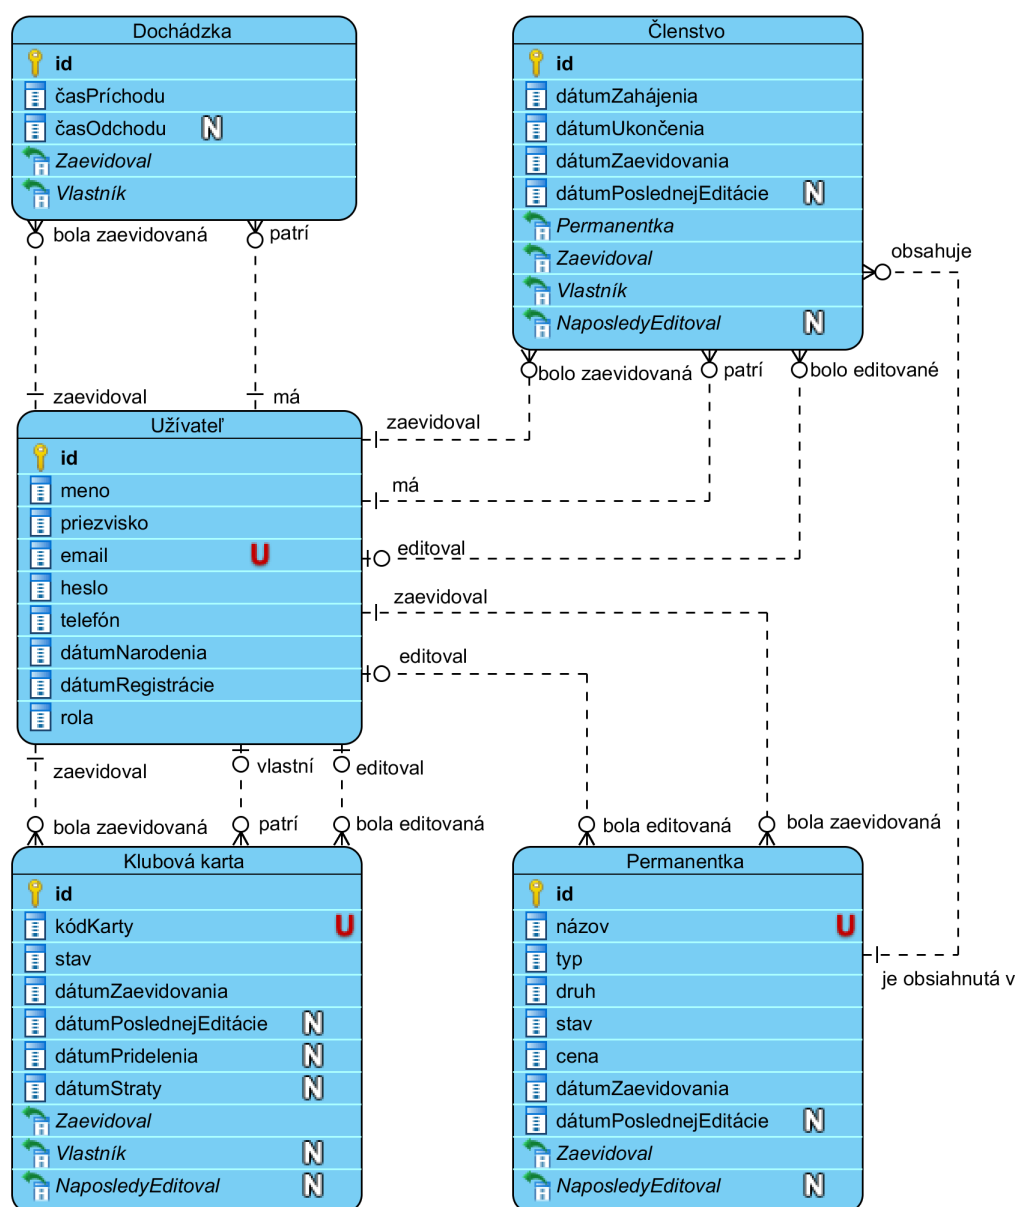 Dochádzka
id
časPríchodu
časOdchodu N
Zaevidoval
Vlastník
Členstvo
id
dátumZahájenia
dátumUkončenia
dátumZaevidovania
dátumPoslednejEditácie N
Permanentka
Zaevidoval
Vlastník
NaposledyEditoval N
bola zaevidovaná
patrí
obsahuje
bolo zaevidovaná
patrí
bolo editované
zaevidoval
má
Užívateľ
id
meno
priezvisko
email U
heslo
telefón
dátumNarodenia
dátumRegistrácie
rola
zaevidoval
má
editoval
zaevidoval
editoval
zaevidoval
vlastní
editoval
bola zaevidovaná
patrí
bola editovaná
bola editovaná
bola zaevidovaná
Klubová karta
id
kódKarty U
stav
dátumZaevidovania
dátumPoslednejEditácie N
dátumPridelenia N
dátumStraty N
Zaevidoval
Vlastník N
NaposledyEditoval N
Permanentka
id
názov U
typ
druh
stav
cena
dátumZaevidovania
dátumPoslednejEditácie N
Zaevidoval
NaposledyEditoval N
je obsiahnutá v